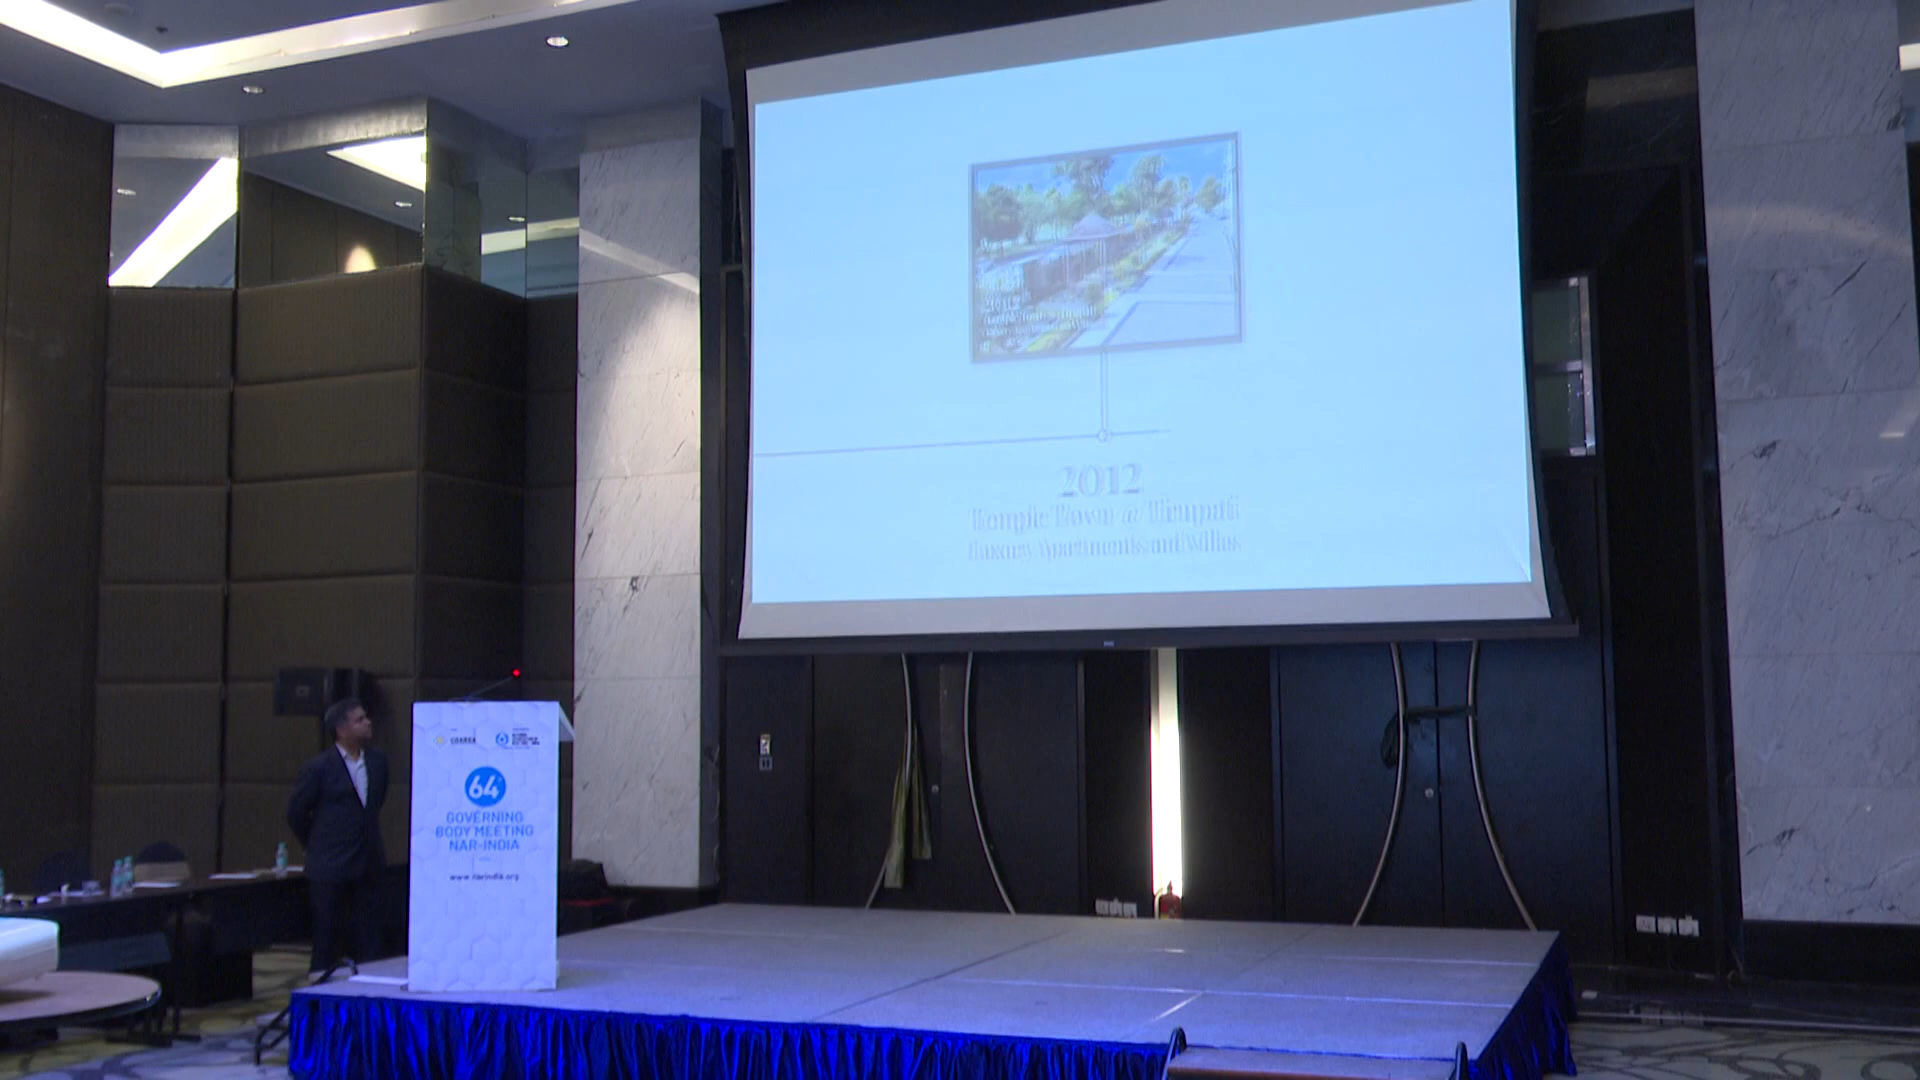 2012
Temple Town @ Tirupati
Luxury Apartments and Villas
64
GOVERNING
BODY MEETING
NAR-INDIA
www.narindia.org